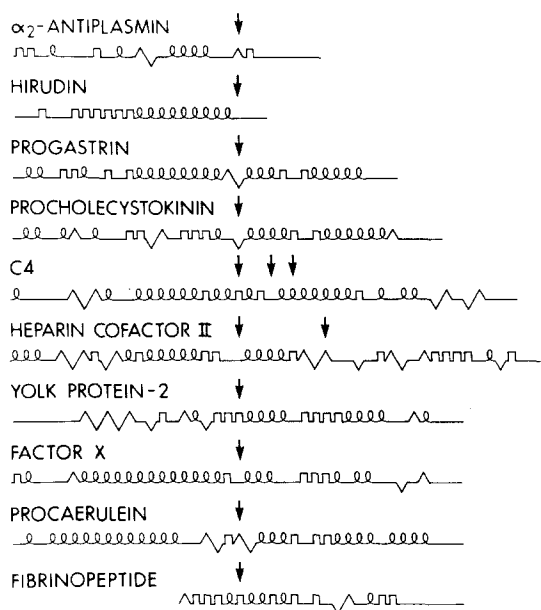 α₂-ANTIPLASMIN
HIRUDIN
PROGASTRIN
PROCHOLECYSTOKININ
C4
HEPARIN COFACTOR II
YOLK PROTEIN-2
FACTOR X
PROCAERULEIN
FIBRINOPEPTIDE